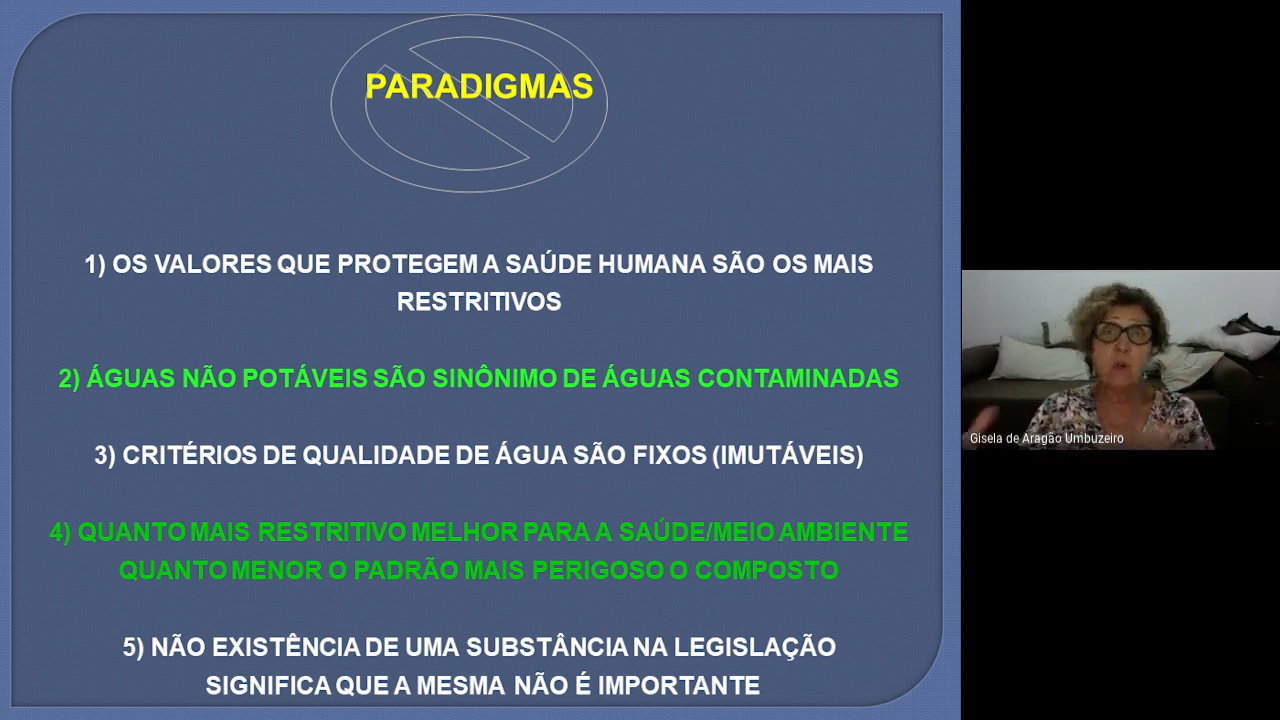 PARADIGMAS
1) OS VALORES QUE PROTEGEM A SAÚDE HUMANA SÃO OS MAIS
RESTRITIVOS
2) ÁGUAS NÃO POTÁVEIS SÃO SINÔNIMO DE ÁGUAS CONTAMINADAS
3) CRITÉRIOS DE QUALIDADE DE ÁGUA SÃO FIXOS (IMUTÁVEIS)
4) QUANTO MAIS RESTRITIVO MELHOR PARA A SAÚDE/MEIO AMBIENTE
QUANTO MENOR O PADRÃO MAIS PERIGOSO O COMPOSTO
5) NÃO EXISTÊNCIA DE UMA SUBSTÂNCIA NA LEGISLAÇÃO
SIGNIFICA QUE A MESMA NÃO É IMPORTANTE
Gisela de Aragão Umbuzeiro